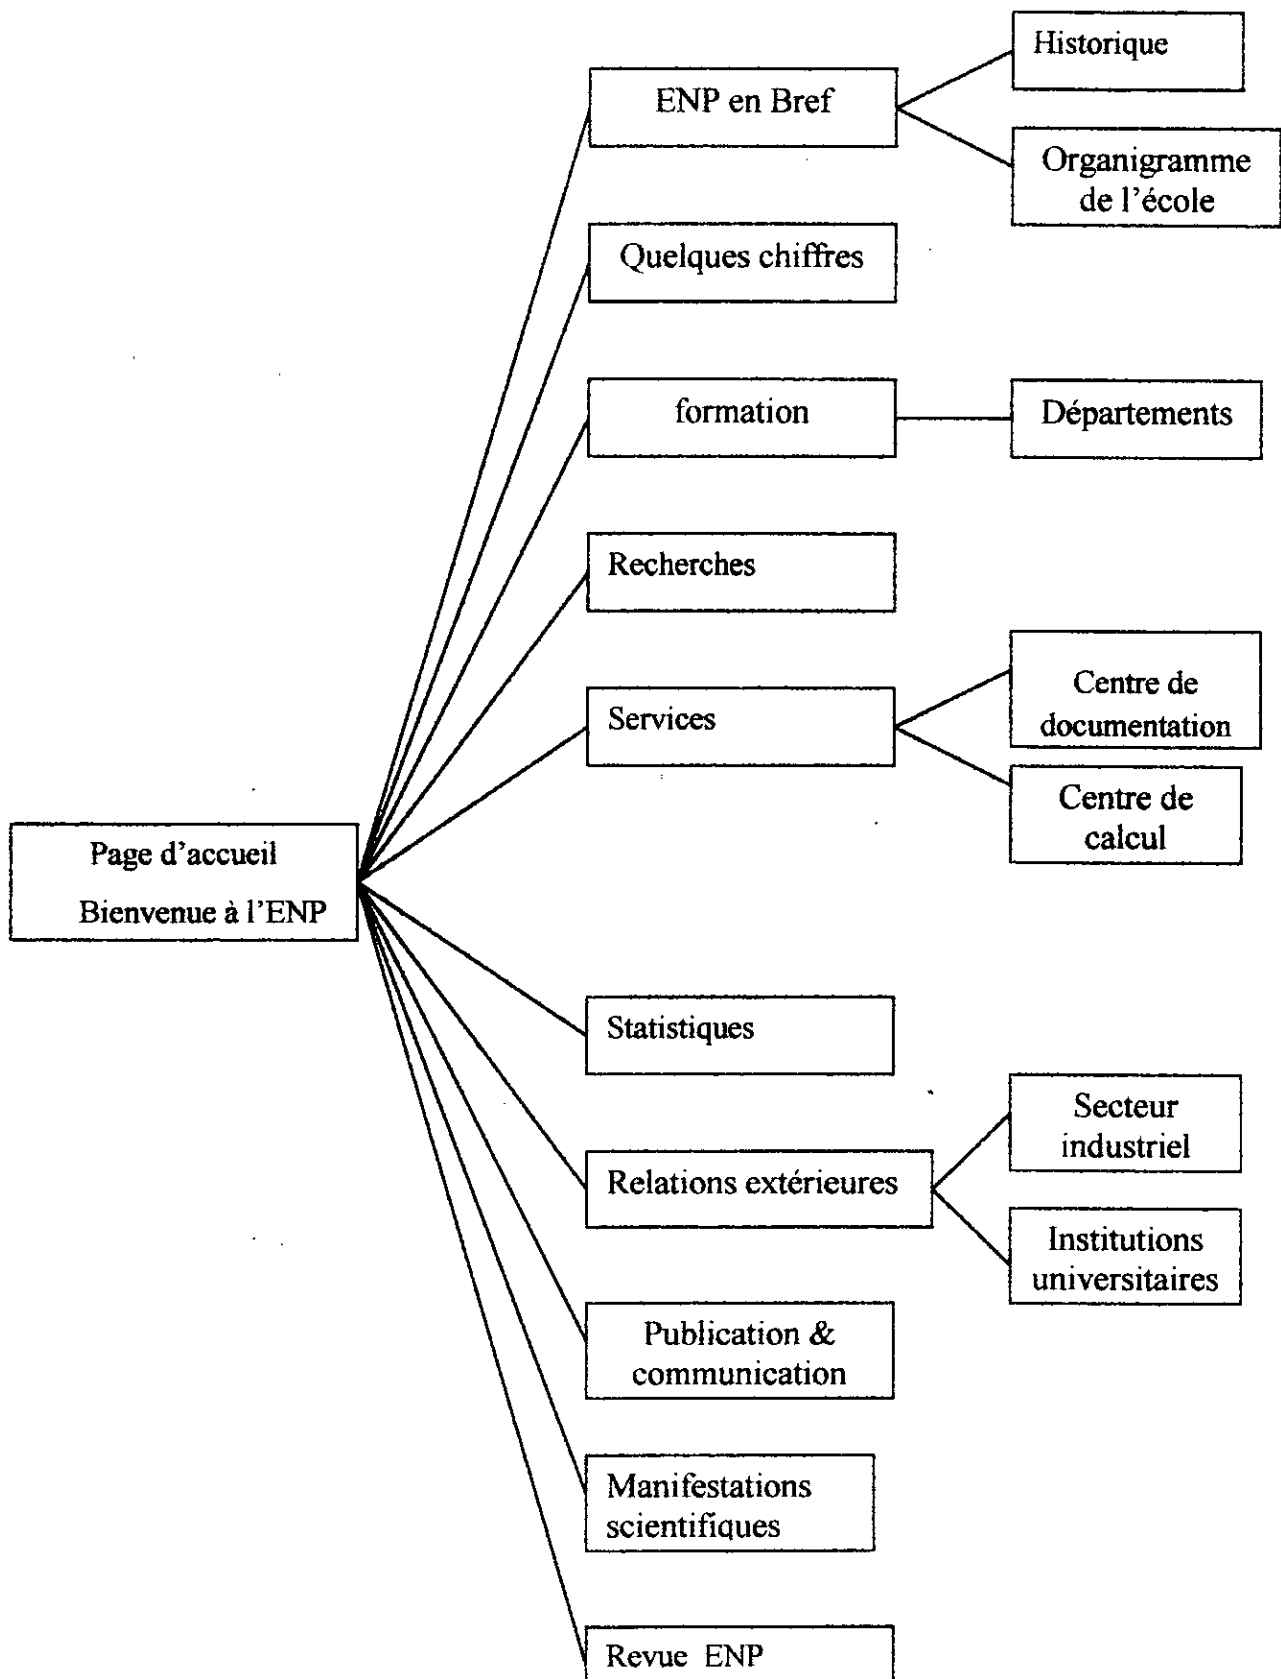 Historique
ENP en Bref
Organigramme
de l'école
Quelques chiffres
formation
Départements
Recherches
Services
Centre de
documentation
Centre de
calcul
Page d'accueil
Bienvenue à l'ENP
Statistiques
Secteur
industriel
Relations extérieures
Institutions
universitaires
Publication &
communication
Manifestations
scientifiques
Revue ENP